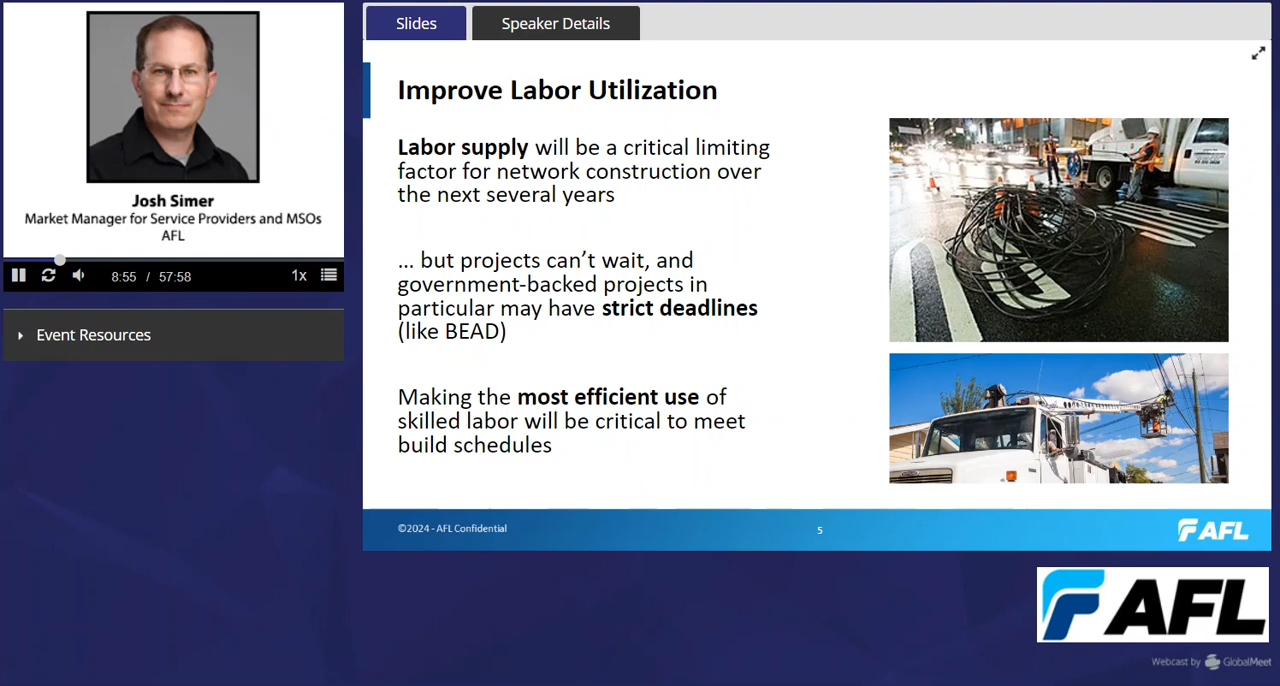 Josh Simer
Market Manager for Service Providers and MSOs
AFL
8:55 / 57:58
1x
Event Resources
Slides
Speaker Details
Improve Labor Utilization
Labor supply will be a critical limiting
factor for network construction over
the next several years
... but projects can’t wait, and
government-backed projects in
particular may have strict deadlines
(like BEAD)
Making the most efficient use of
skilled labor will be critical to meet
build schedules
©2024 - AFL Confidential
5
AFL
AFL
Webcast by GlobalMeet